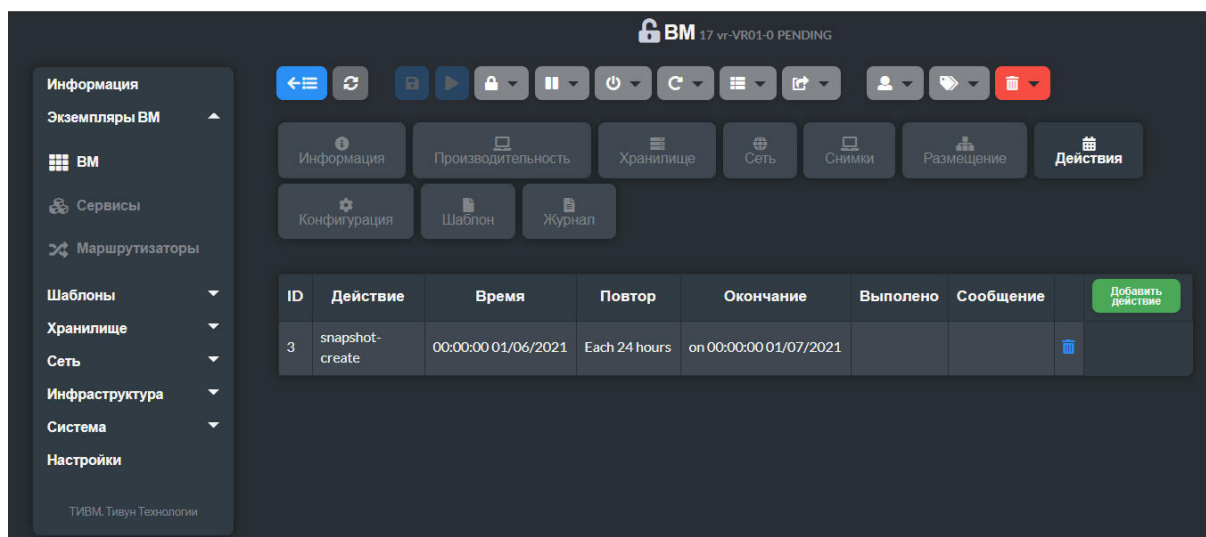 ВМ 17 vr-VR01-0 PENDING
Информация
Экземпляры ВМ
ВМ
Сервисы
Маршрутизаторы
Шаблоны
Хранилище
Сеть
Инфраструктура
Система
Настройки
ТИВМ. Тивун Технологии
Информация Производительность Хранилище Сеть Снимки Размещение Действия
Конфигурация Шаблон Журнал
ID Действие Время Повтор Окончание Выполено Сообщение Добавить
действие
3 snapshot-
create 00:00:00 01/06/2021 Each 24 hours on 00:00:00 01/07/2021